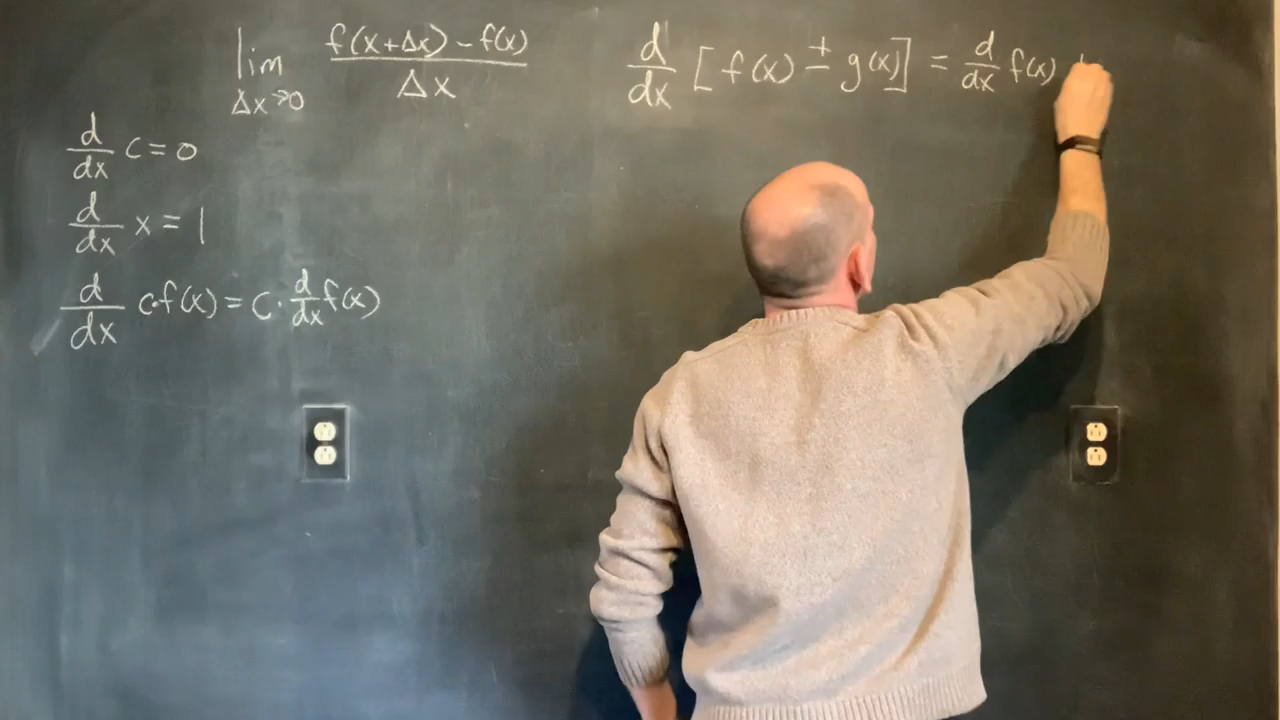 lim Δx→0 f(x+Δx) - f(x) / Δx
d/dx [f(x) ± g(x)] = d/dx f(x)
d/dx c = 0
d/dx x = 1
d/dx c·f(x) = c · d/dx f(x)